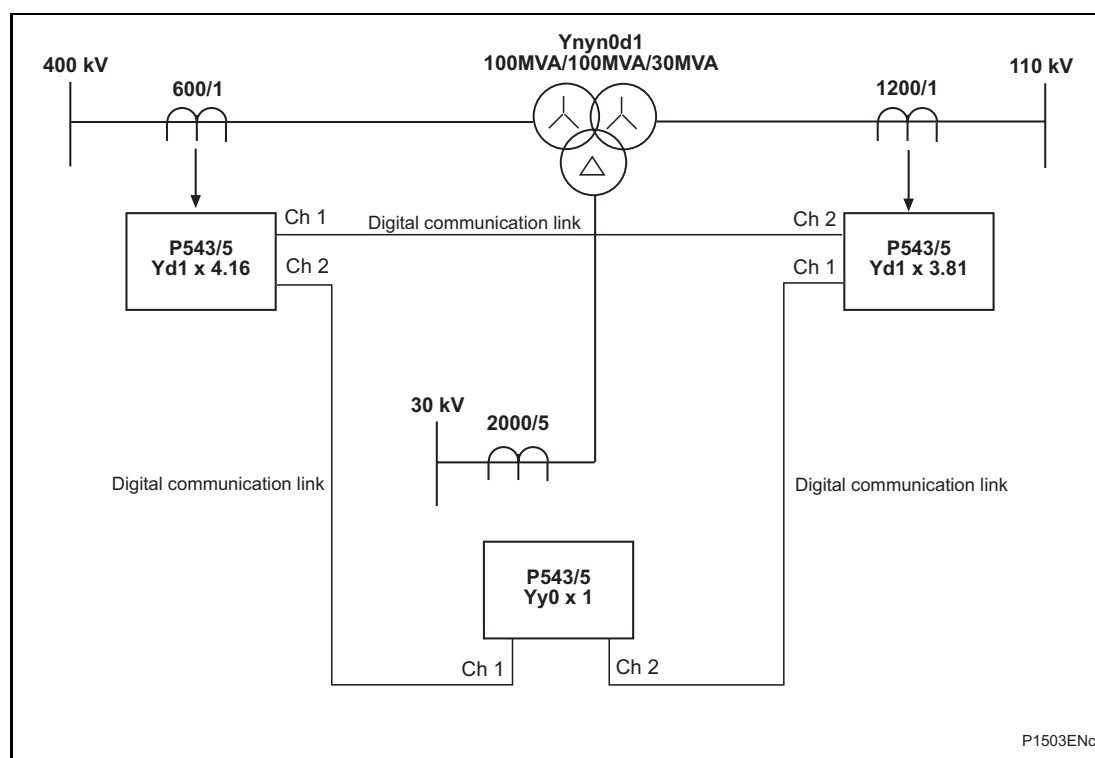 Ynyn0d1
100MVA/100MVA/30MVA
400 kV
110 kV
600/1
1200/1
Ch 1
Digital communication link
Ch 2
P543/5
Yd1 x 4.16
Ch 2
Ch 1
P543/5
Yd1 x 3.81
30 kV
2000/5
Digital communication link
Digital communication link
P543/5
Yy0 x 1
Ch 1
Ch 2
P1503ENc